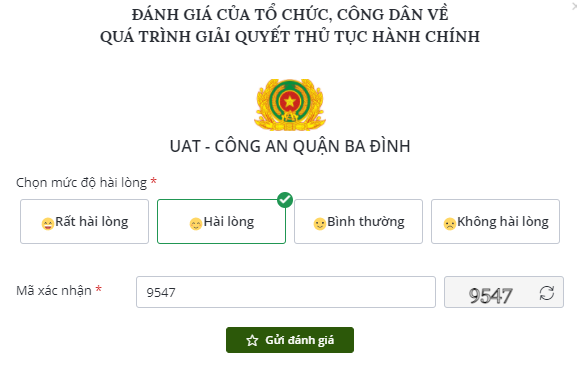 ĐÁNH GIÁ CỦA TỔ CHỨC, CÔNG DÂN VỀ
QUÁ TRÌNH GIẢI QUYẾT THỦ TỤC HÀNH CHÍNH
UAT - CÔNG AN QUẬN BA ĐÌNH
Chọn mức độ hài lòng *
Rất hài lòng
Hài lòng
Bình thường
Không hài lòng
Mã xác nhận *
9547
9547
Gửi đánh giá